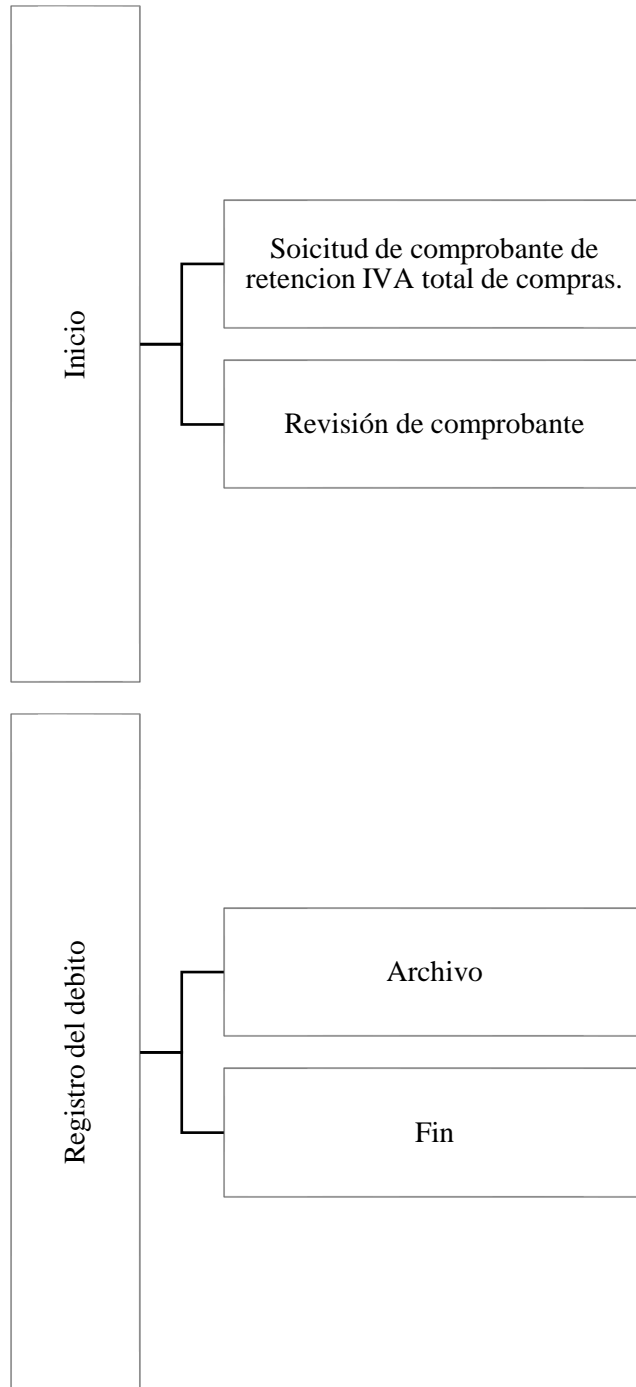 Inicio
Soicitud de comprobante de
retencion IVA total de compras.
Revisión de comprobante
Registro del debito
Archivo
Fin